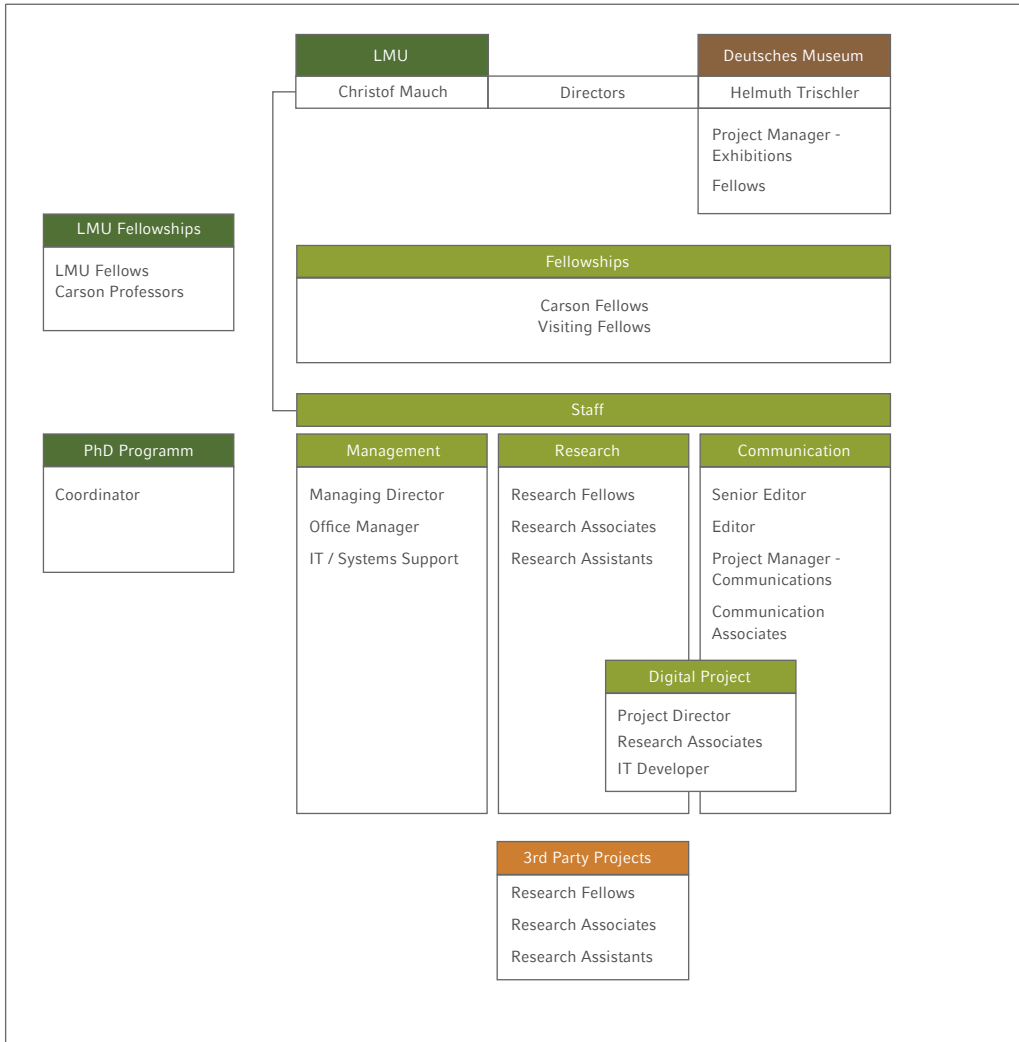 LMU
Deutsches Museum
Christof Mauch
Directors
Helmuth Trischler
Project Manager -
Exhibitions
Fellows
LMU Fellowships
LMU Fellows
Carson Professors
Fellowships
Carson Fellows
Visiting Fellows
Staff
PhD Programm
Coordinator
Management
Managing Director
Office Manager
IT / Systems Support
Research
Research Fellows
Research Associates
Research Assistants
Communication
Senior Editor
Editor
Project Manager -
Communications
Communication
Associates
Digital Project
Project Director
Research Associates
IT Developer
3rd Party Projects
Research Fellows
Research Associates
Research Assistants